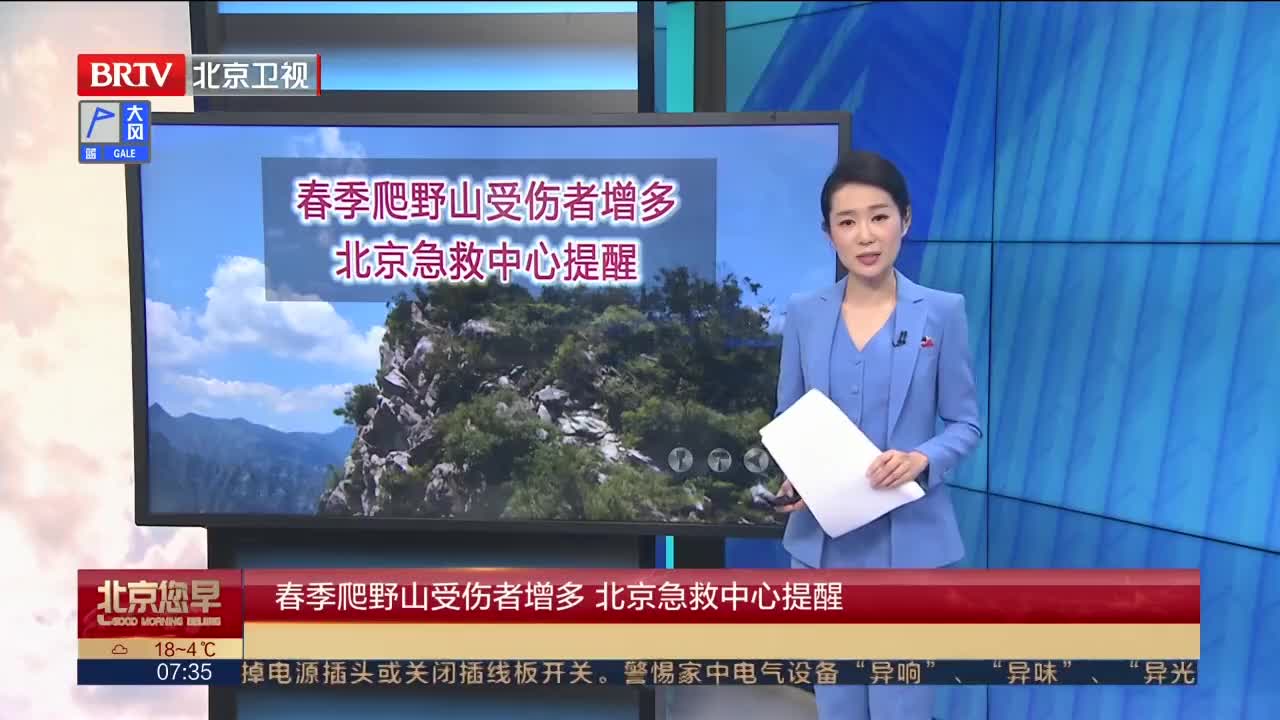 BRTV 北京卫视
大风
蓝 GALE
春季爬野山受伤者增多
北京急救中心提醒
北京您早
GOOD MORNING BEIJING
春季爬野山受伤者增多 北京急救中心提醒
18~4℃
07:35
掉电源插头或关闭插线板开关。警惕家中电气设备“异响”、“异味”、“异光